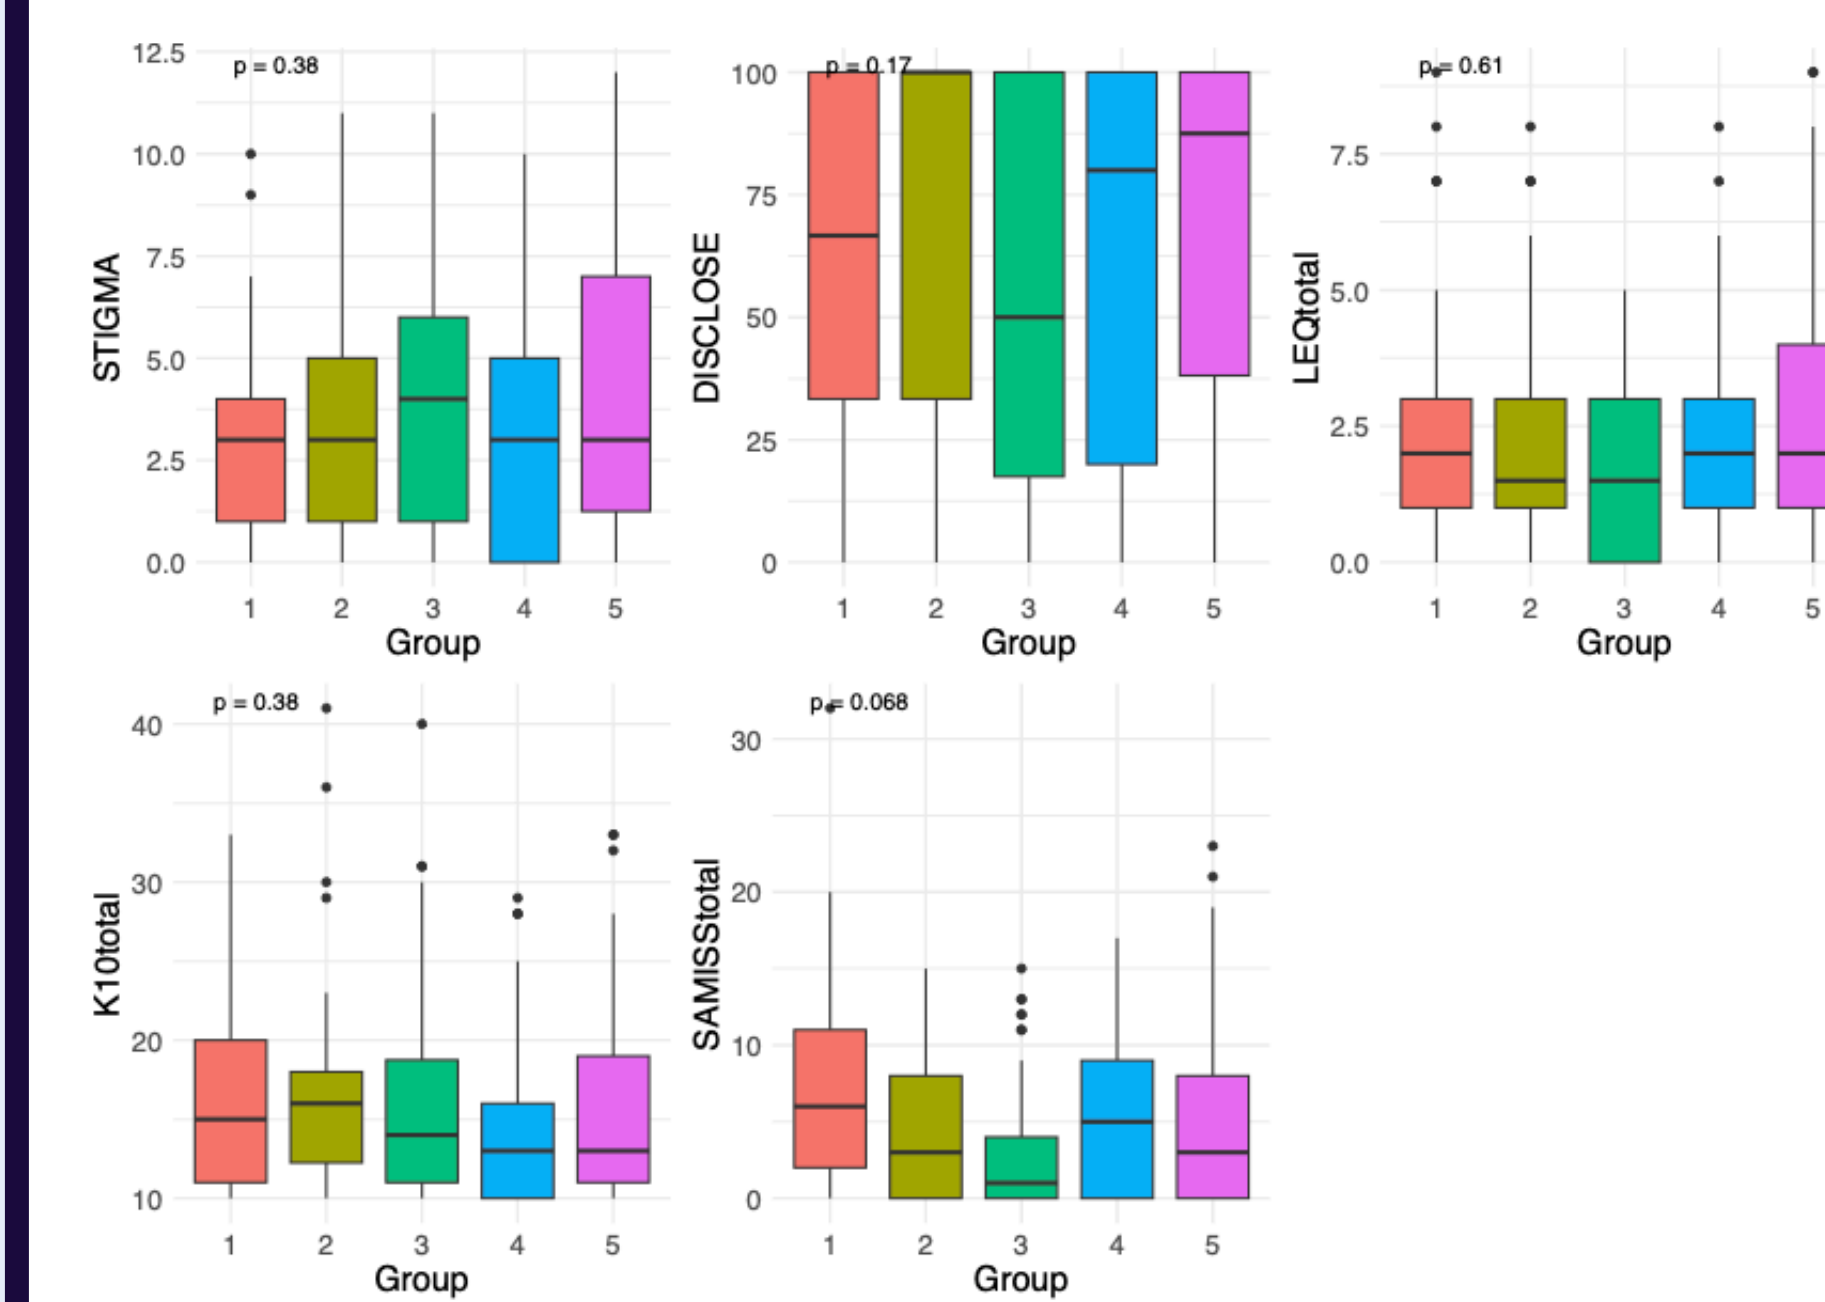 12.5
10.0
7.5
5.0
2.5
0.0
STIGMA
p = 0.38
1 2 3 4 5
Group
100
75
50
25
0
DISCLOSE
p = 0.17
1 2 3 4 5
Group
7.5
5.0
2.5
0.0
LEQtotal
p = 0.61
1 2 3 4 5
Group
40
30
20
10
K10total
p = 0.38
1 2 3 4 5
Group
30
20
10
0
SAMISStotal
p = 0.068
1 2 3 4 5
Group